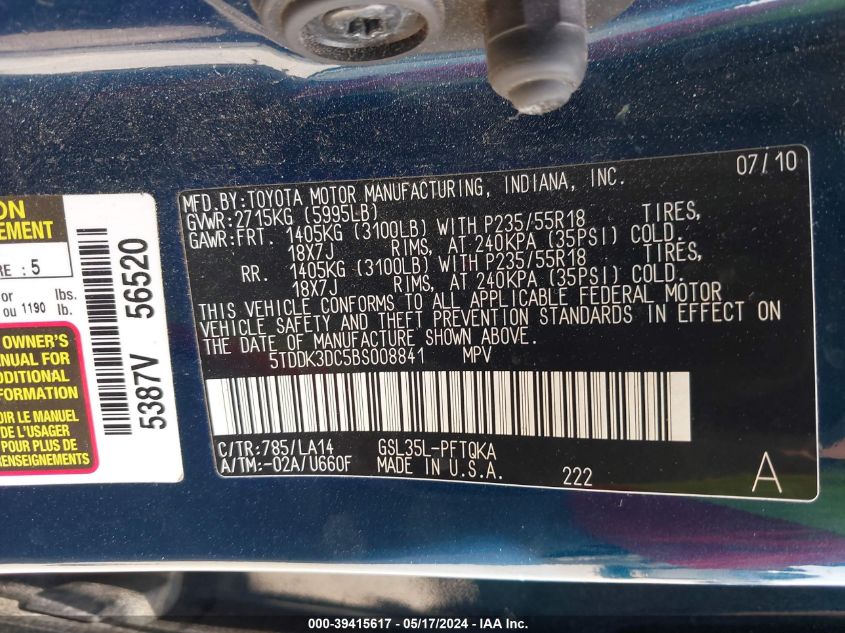 07/10
MFD.BY:TOYOTA MOTOR MANUFACTURING, INDIANA, INC.
GVWR:2715KG (5995LB)
GAWR:FRT. 1405KG (3100LB) WITH P235/55R18 TIRES,
18X7J RIMS, AT 240KPA (35PSI) COLD.
RR. 1405KG (3100LB) WITH P235/55R18 TIRES,
18X7J RIMS, AT 240KPA (35PSI) COLD.
THIS VEHICLE CONFORMS TO ALL APPLICABLE FEDERAL MOTOR
VEHICLE SAFETY AND THEFT PREVENTION STANDARDS IN EFFECT ON
THE DATE OF MANUFACTURE SHOWN ABOVE.
5TDDK3DC5BS008841 MPV
C/TR:785/LA14 GSL35L-PFTQKA
A/TM:-02A/U660F MADE IN U.S.A.
222
A
ON
EMENT
RE : 5
or lbs.
ou 1190 lb.
OWNER'S
ANUAL FOR
DDITIONAL
FORMATION
OIR LE MANUEL
DE L'USAGER
POUR PLUS DE
5387V 56520
000-39415617 - 05/17/2024 - IAA Inc.